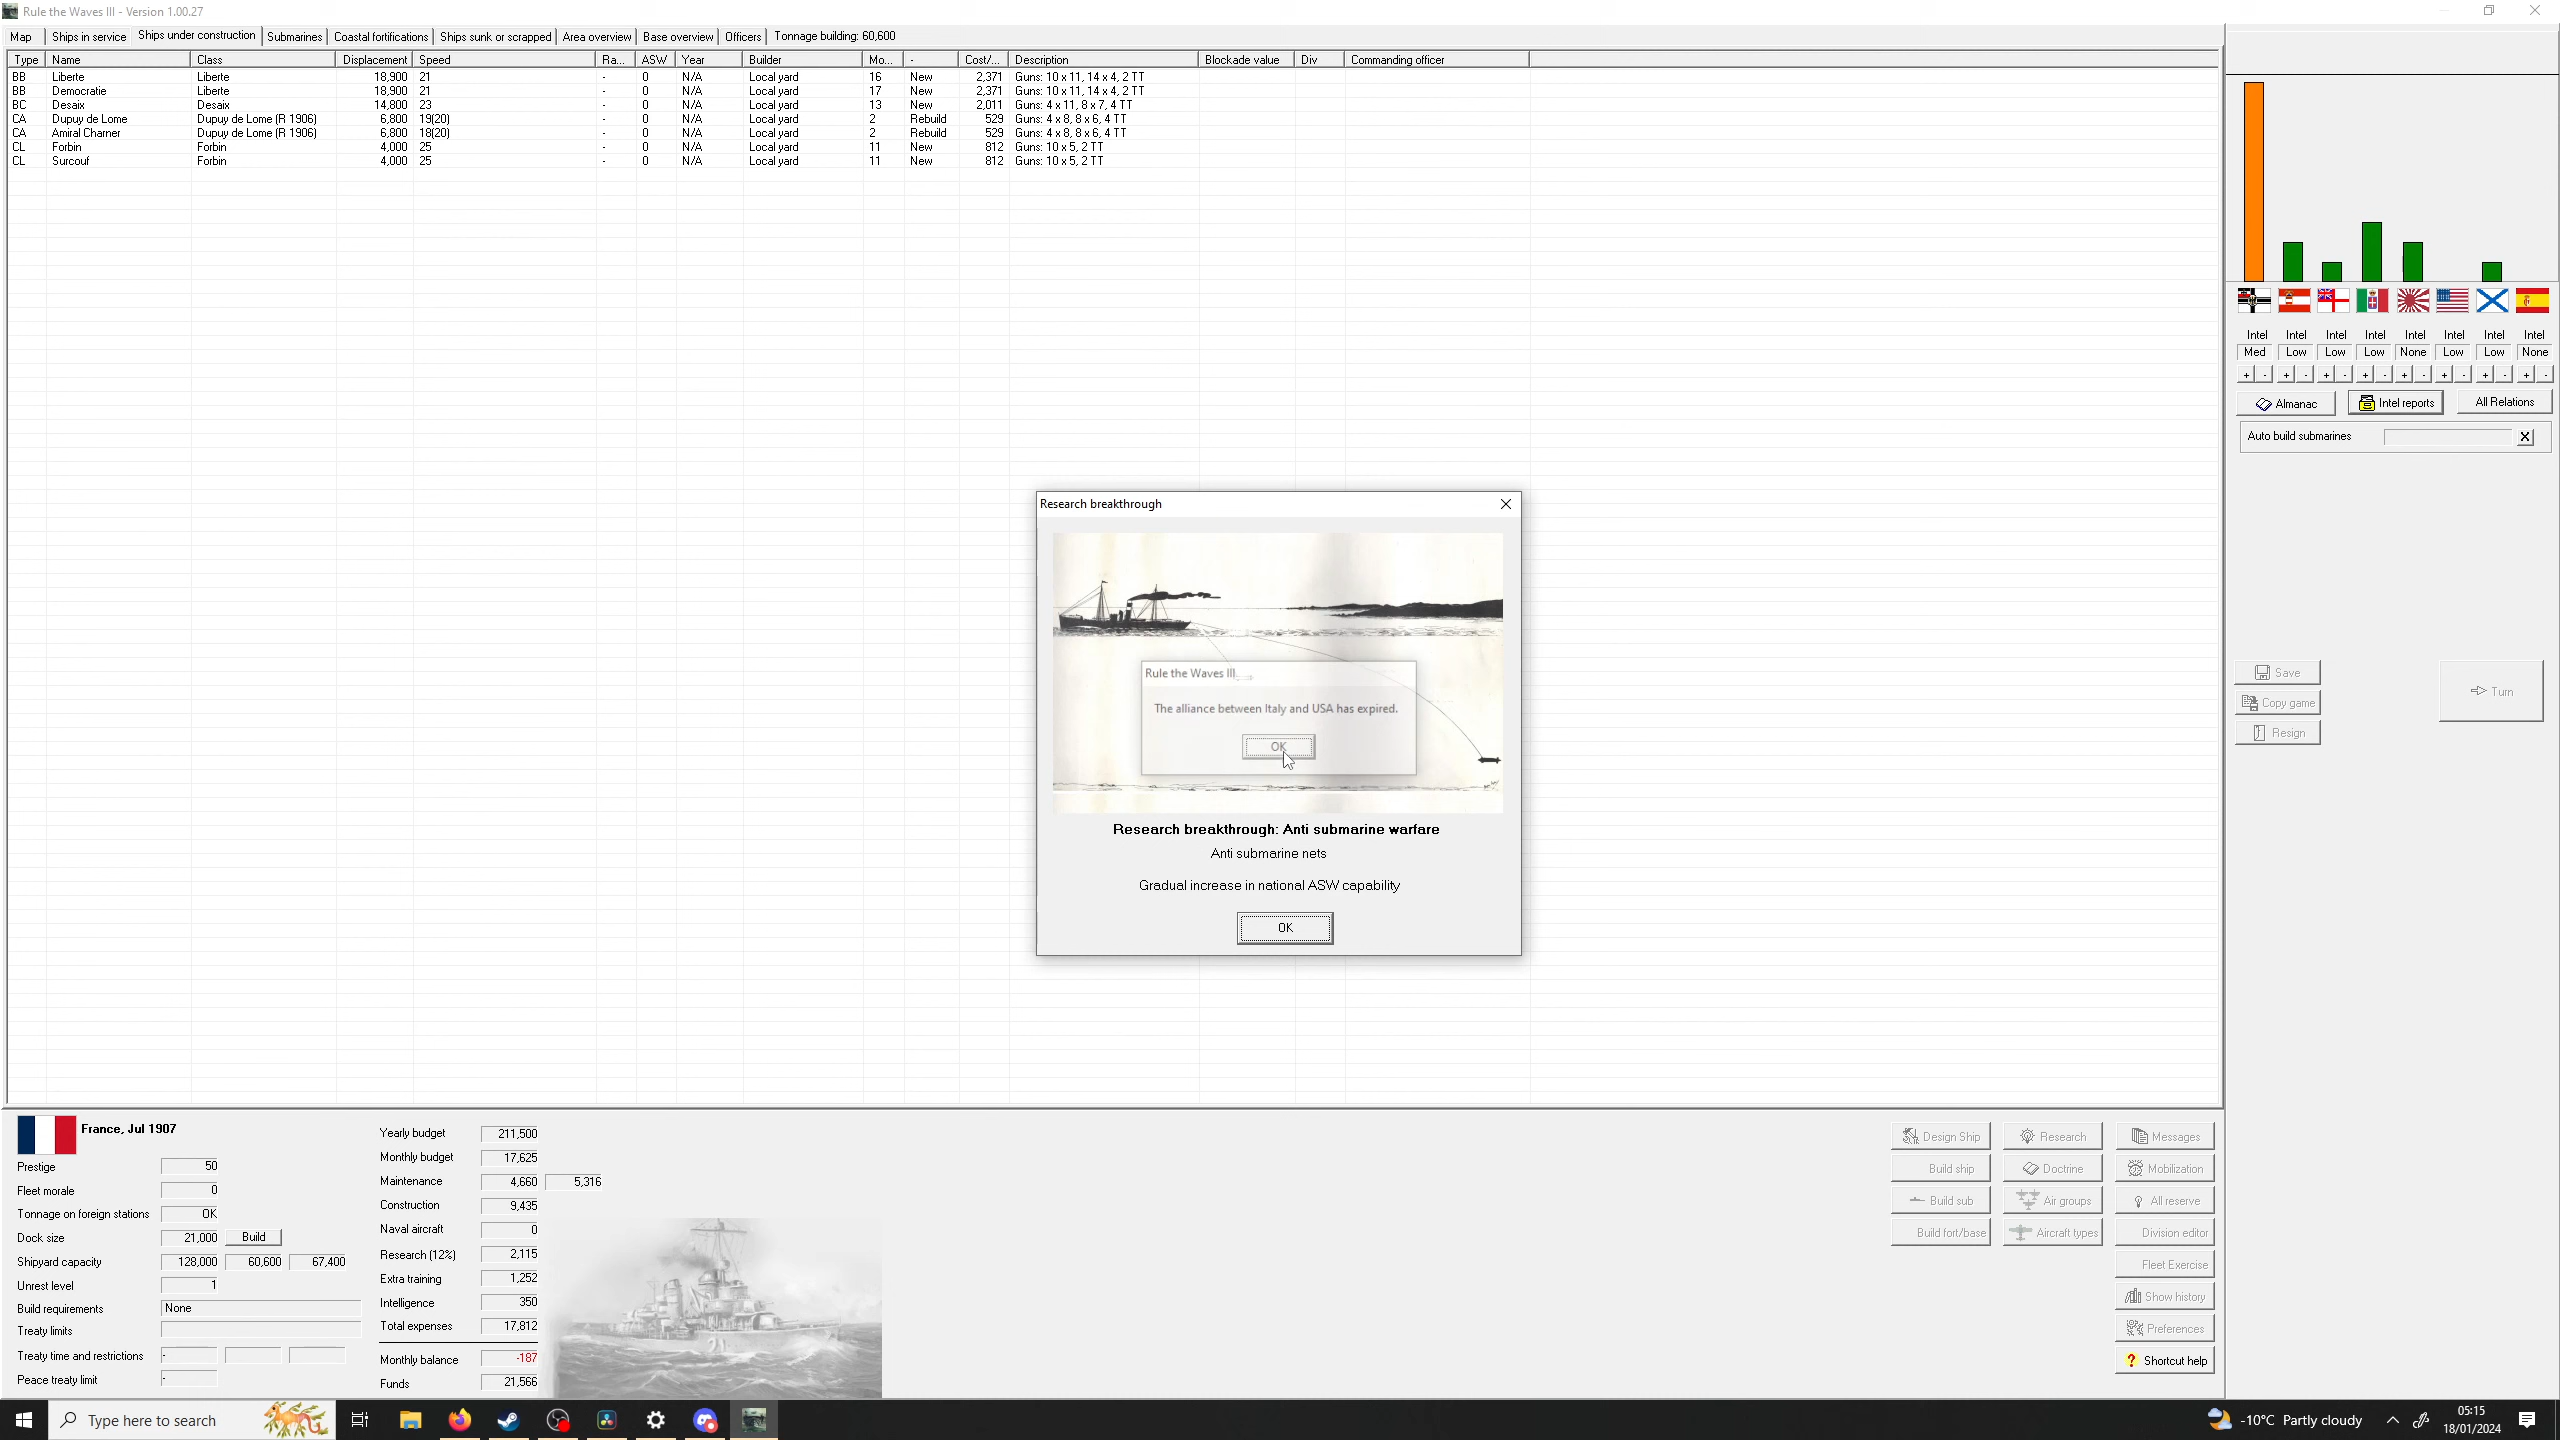 Rule the Waves III - Version 1.00.27
Map Ships in service Ships under construction Submarines Coastal fortifications Ships sunk or scrapped Area overview Base overview Officers Tonnage building: 60,600
Type Name Class Displacement Speed Ra... ASW Year Builder Mo... - Cost/... Description Blockade value Div Commanding officer
BB Liberte Liberte 18,900 21 - 0 N/A Local yard 16 New 2,371 Guns: 10 x 11, 14 x 4, 2 TT
BB Democratie Liberte 18,900 21 - 0 N/A Local yard 17 New 2,371 Guns: 10 x 11, 14 x 4, 2 TT
BC Desaix Desaix 14,800 23 - 0 N/A Local yard 13 New 2,011 Guns: 4 x 11, 8 x 7, 4 TT
CA Dupuy de Lome Dupuy de Lome (R 1906) 6,800 19(20) - 0 N/A Local yard 2 Rebuild 529 Guns: 4 x 8, 8 x 6, 4 TT
CA Amiral Charner Dupuy de Lome (R 1906) 6,800 18(20) - 0 N/A Local yard 2 Rebuild 529 Guns: 4 x 8, 8 x 6, 4 TT
CL Forbin Forbin 4,000 25 - 0 N/A Local yard 11 New 812 Guns: 10 x 5, 2 TT
CL Surcouf Forbin 4,000 25 - 0 N/A Local yard 11 New 812 Guns: 10 x 5, 2 TT
Intel Intel Intel Intel Intel Intel Intel Intel
Med Low Low Low None Low Low None
+ - + - + - + - + - + - + - + -
Almanac Intel reports All Relations
Auto build submarines X
Save
Copy game
Resign
Turn
Research breakthrough
Rule the Waves III
The alliance between Italy and USA has expired.
OK
Research breakthrough: Anti submarine warfare
Anti submarine nets
Gradual increase in national ASW capability
OK
France, Jul 1907
Prestige 50
Fleet morale 0
Tonnage on foreign stations OK
Dock size 21,000 Build
Shipyard capacity 128,000 60,600 67,400
Unrest level 1
Build requirements None
Treaty limits
Treaty time and restrictions -
Peace treaty limit -
Yearly budget 211,500
Monthly budget 17,625
Maintenance 4,660 5,316
Construction 9,435
Naval aircraft 0
Research (12%) 2,115
Extra training 1,252
Intelligence 350
Total expenses 17,812
Monthly balance -187
Funds 21,566
Design Ship Research Messages
Build ship Doctrine Mobilization
Build sub Air groups All reserve
Build fort/base Aircraft types Division editor
Fleet Exercise
Show history
Preferences
? Shortcut help
Type here to search
-10°C Partly cloudy
05:15
18/01/2024